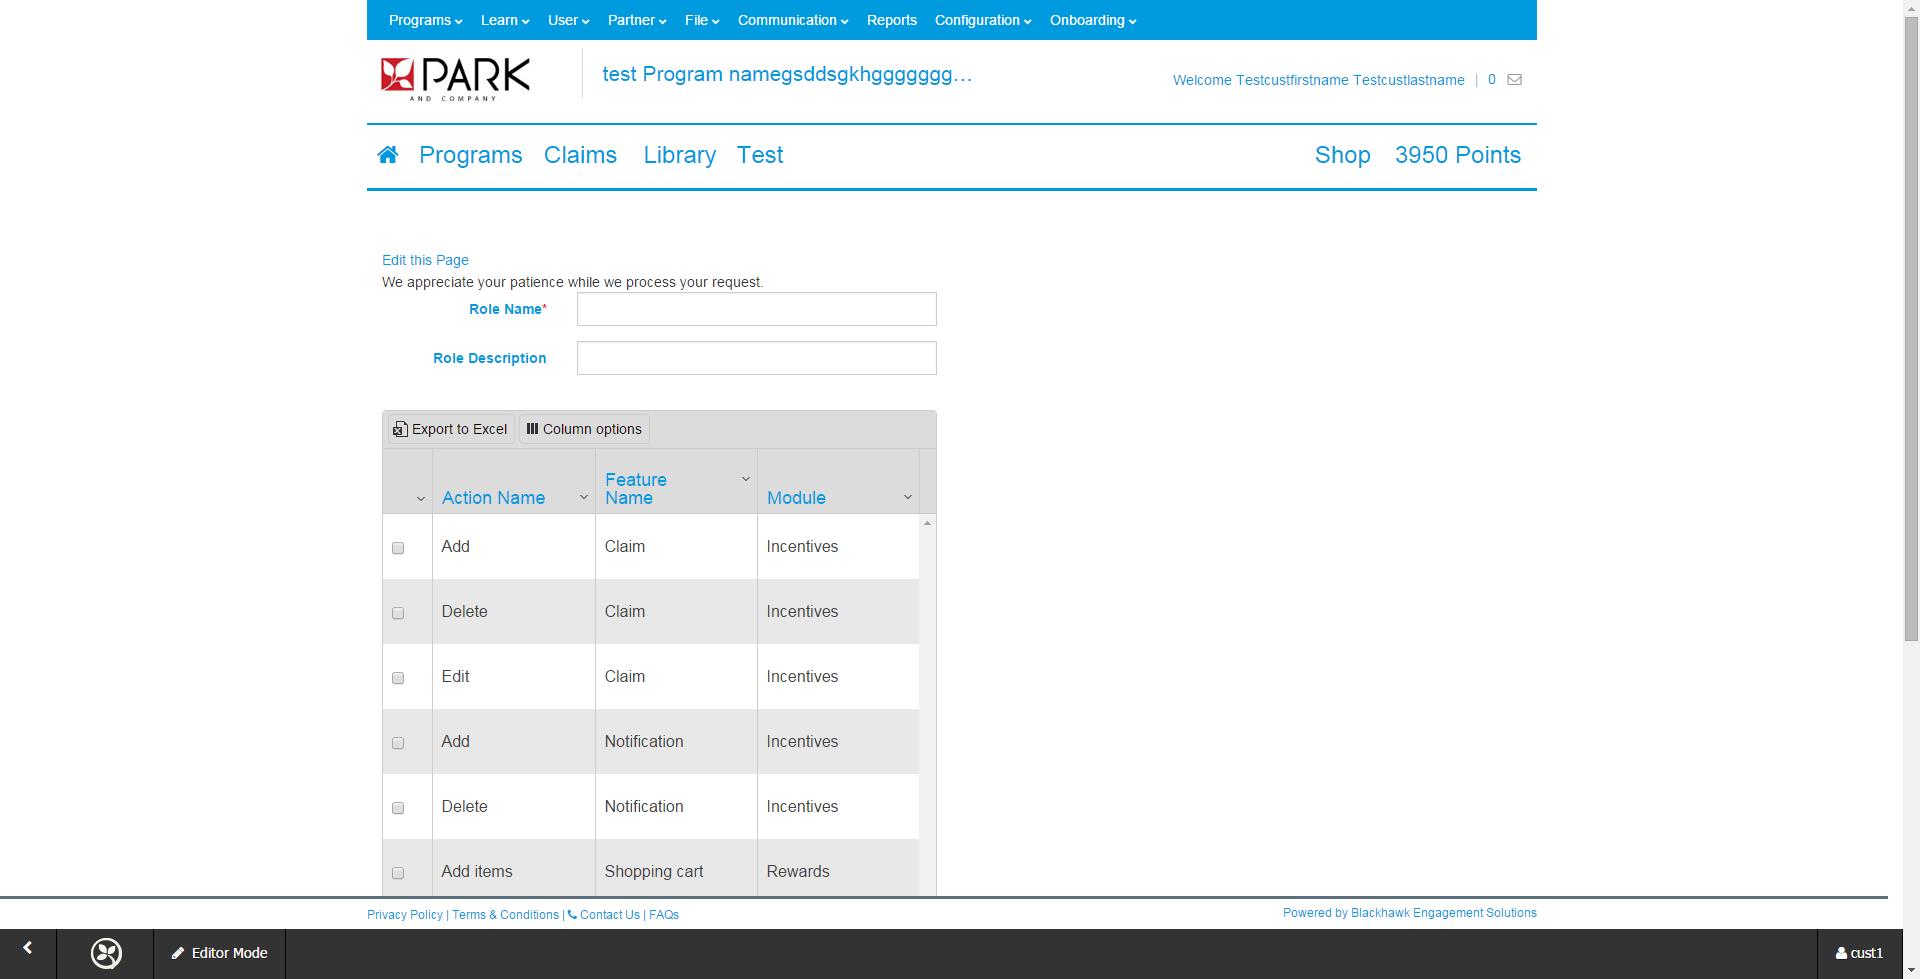 Programs Learn User Partner File Communication Reports Configuration Onboarding
PARK
AND COMPANY
test Program namegsddsgkhggggggg...
Welcome Testcustfirstname Testcustlastname | 0
Programs Claims Library Test Shop 3950 Points
Edit this Page
We appreciate your patience while we process your request.
Role Name*
Role Description
Export to Excel Column options
Action Name Feature Name Module
Add Claim Incentives
Delete Claim Incentives
Edit Claim Incentives
Add Notification Incentives
Delete Notification Incentives
Add items Shopping cart Rewards
Privacy Policy | Terms & Conditions | Contact Us | FAQs
Powered by Blackhawk Engagement Solutions
Editor Mode cust1